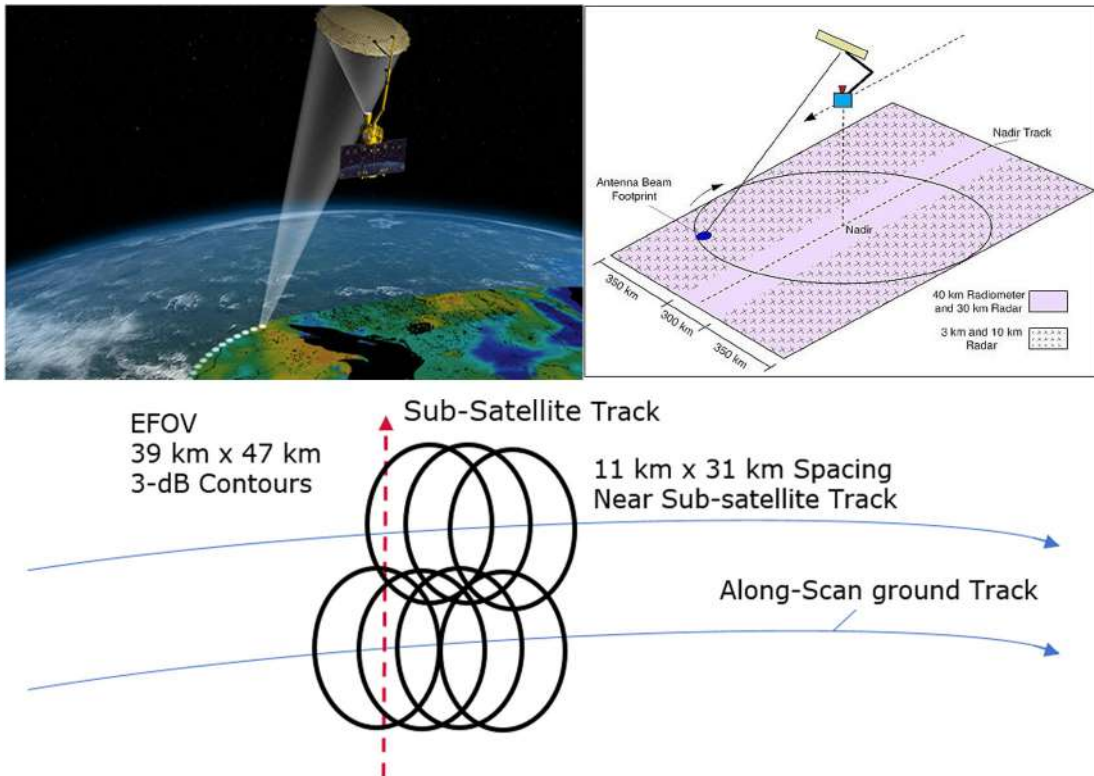 Nadir Track
Antenna Beam
Footprint
Nadir
350 km
300 km
350 km
40 km Radiometer
and 30 km Radar
3 km and 10 km
Radar
EFOV
39 km x 47 km
3-dB Contours
Sub-Satellite Track
11 km x 31 km Spacing
Near Sub-satellite Track
Along-Scan ground Track